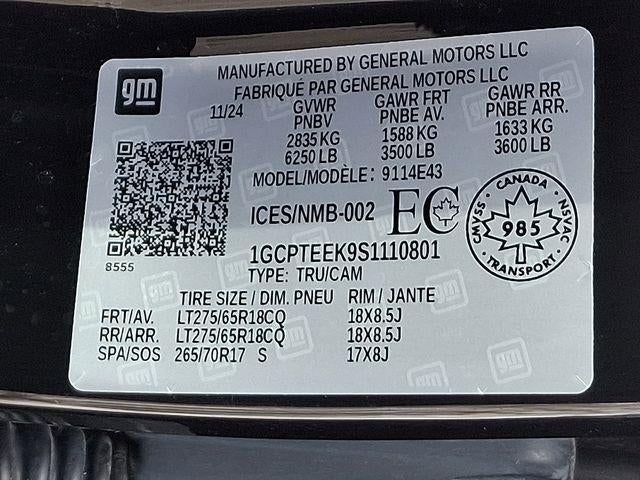 gm
MANUFACTURED BY GENERAL MOTORS LLC
FABRIQUÉ PAR GENERAL MOTORS LLC
11/24
GVWR GAWR FRT GAWR RR
PNBV PNBE AV. PNBE ARR.
2835 KG 1588 KG 1633 KG
6250 LB 3500 LB 3600 LB
MODEL/MODÈLE: 9114E43
ICES/NMB-002 EC
CANADA
CMVSS 985 NSVAC
TRANSPORT
8555
1GCPTEEK9S1110801
TYPE: TRU/CAM
TIRE SIZE / DIM. PNEU RIM / JANTE
FRT/AV. LT275/65R18CQ 18X8.5J
RR/ARR. LT275/65R18CQ 18X8.5J
SPA/SOS 265/70R17 S 17X8J